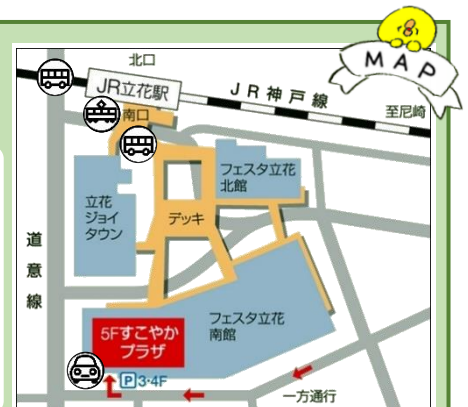 MAP
北口
JR立花駅
JR神戸線
至尼崎
南口
フェスタ立花
北館
立花
ジョイ
タウン
デッキ
道意線
フェスタ立花
南館
5Fすこやか
プラザ
P3·4F
一方通行